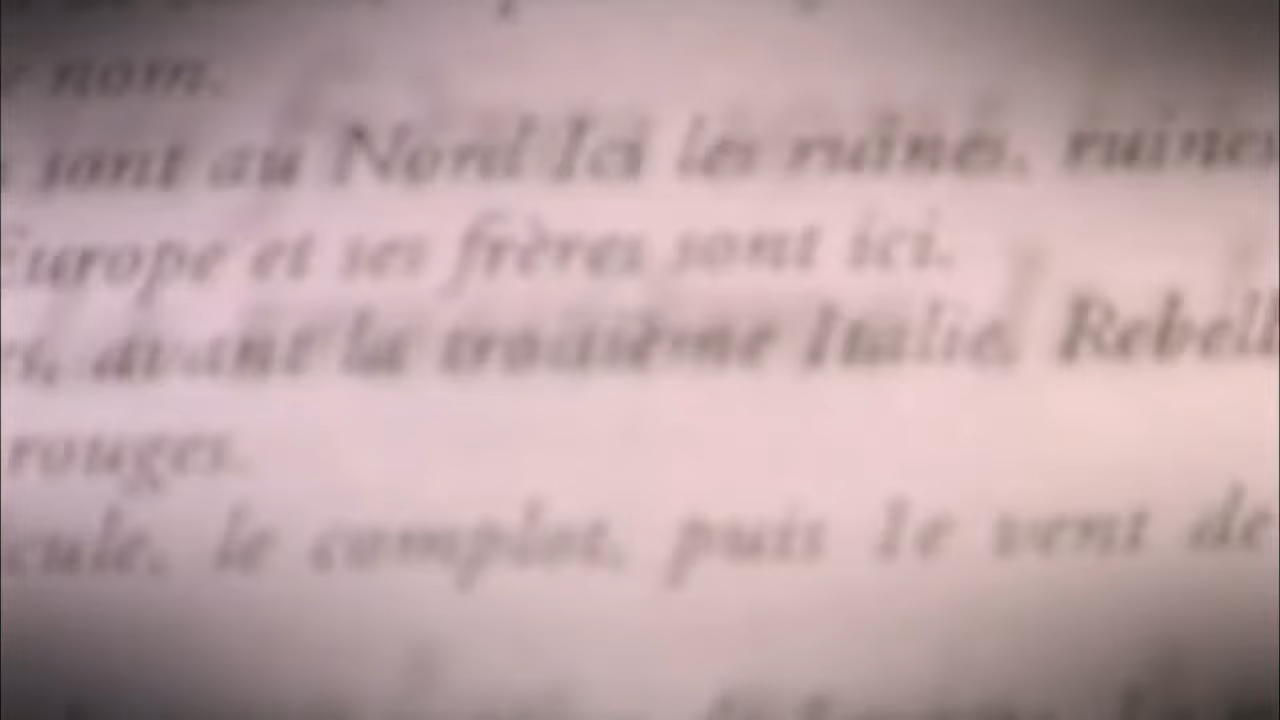 nom.
sont au Nord Ici les ruines, ruines
Europe et ses frères sont ici.
avant la troisième Italie, Rebell
rouges.
cule, le complot, puis le vent de